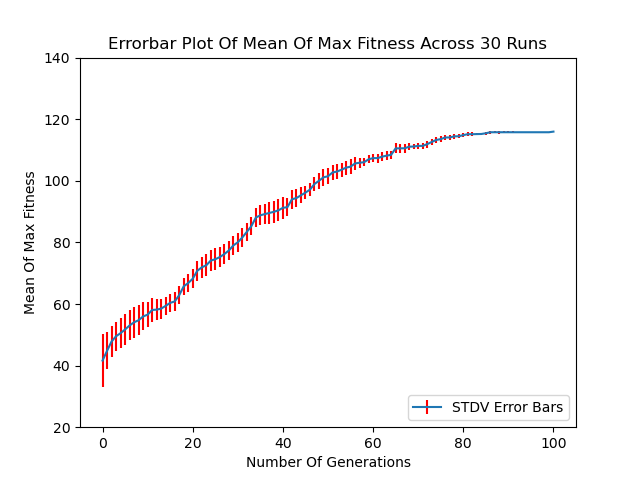 Errorbar Plot Of Mean Of Max Fitness Across 30 Runs
140
120
100
80
60
40
20
Mean Of Max Fitness
STDV Error Bars
0 20 40 60 80 100
Number Of Generations